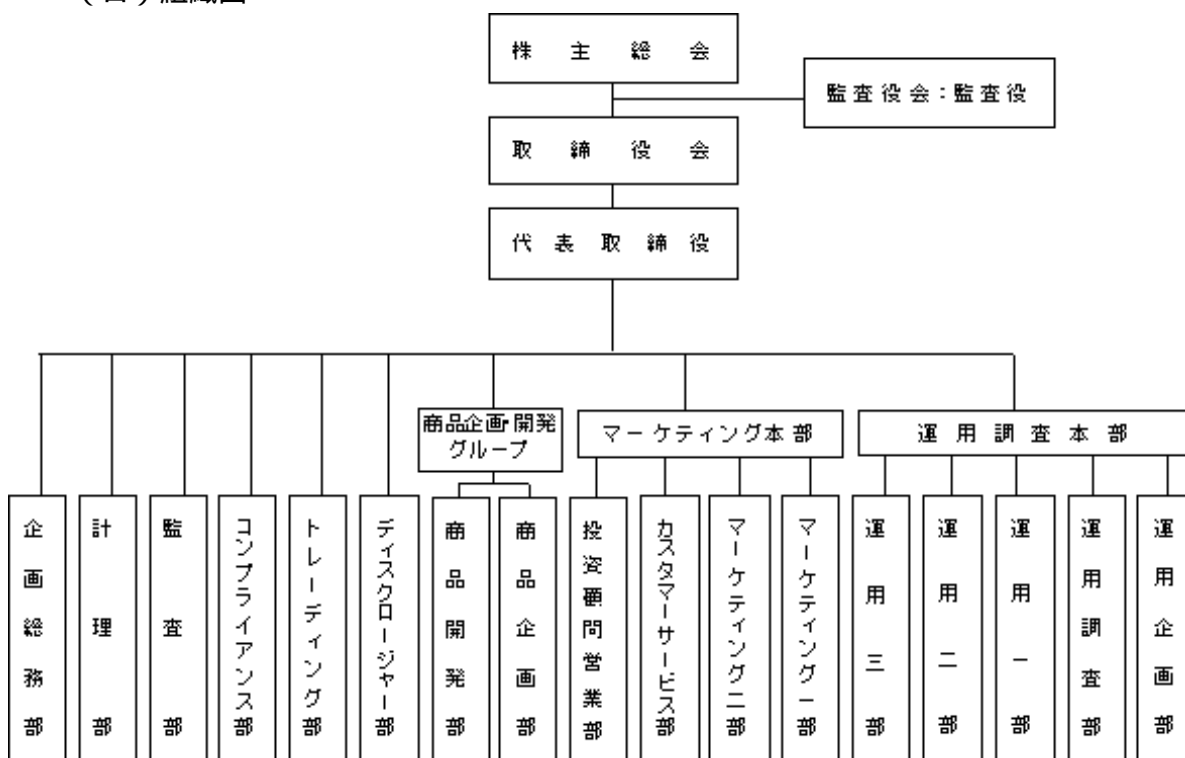 組織図
株主総会
監査役会：監査役
取締役会
代表取締役
商品企画・開発
グループ
マーケティング本部
運用調査本部
企画総務部
計理部
監査部
コンプライアンス部
トレーディング部
ディスクロージャー部
商品開発部
商品企画部
投資顧問営業部
カスタマーサービス部
マーケティング二部
マーケティング一部
運用三部
運用二部
運用一部
運用調査部
運用企画部